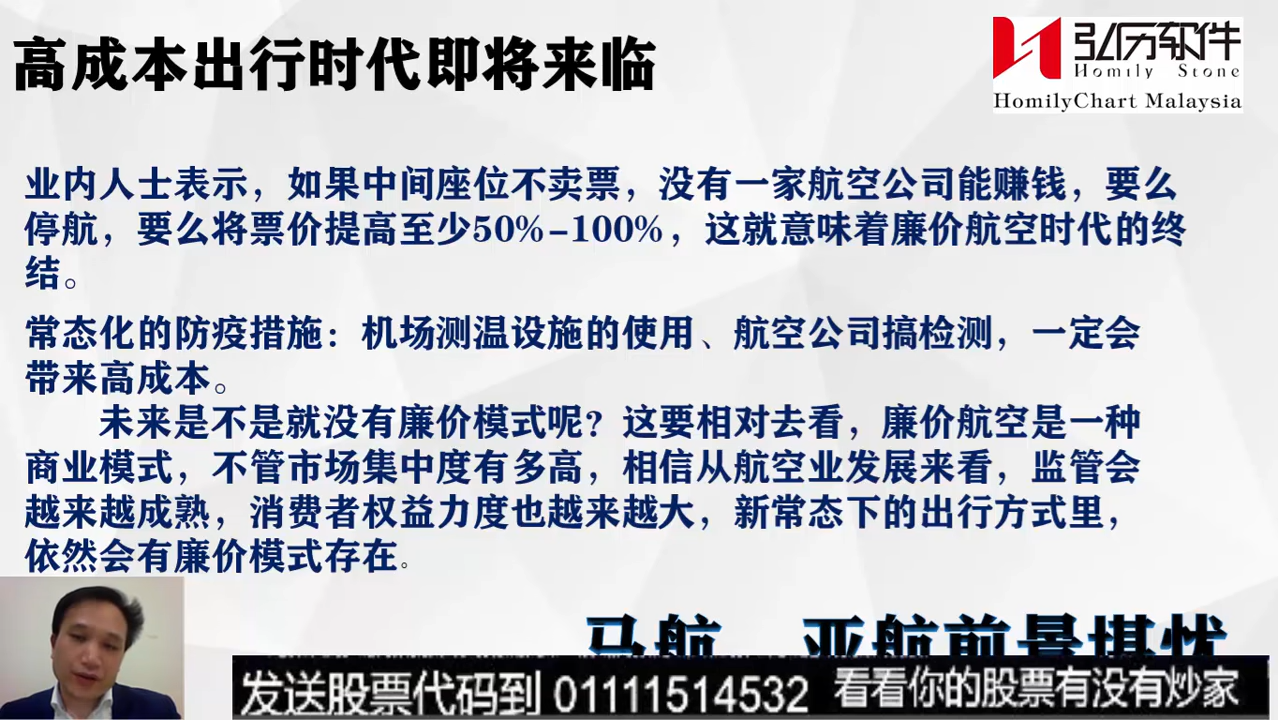 高成本出行时代即将来临
弘历软件
Homily Stone
HomilyChart Malaysia
业内人士表示，如果中间座位不卖票，没有一家航空公司能赚钱，要么
停航，要么将票价提高至少50%-100%，这就意味着廉价航空时代的终
结。
常态化的防疫措施：机场测温设施的使用、航空公司搞检测，一定会
带来高成本。
未来是不是就没有廉价模式呢？这要相对去看，廉价航空是一种
商业模式，不管市场集中度有多高，相信从航空业发展来看，监管会
越来越成熟，消费者权益力度也越来越大，新常态下的出行方式里，
依然会有廉价模式存在。
马航、亚航前景堪忧
发送股票代码到 01111514532 看看你的股票有没有炒家